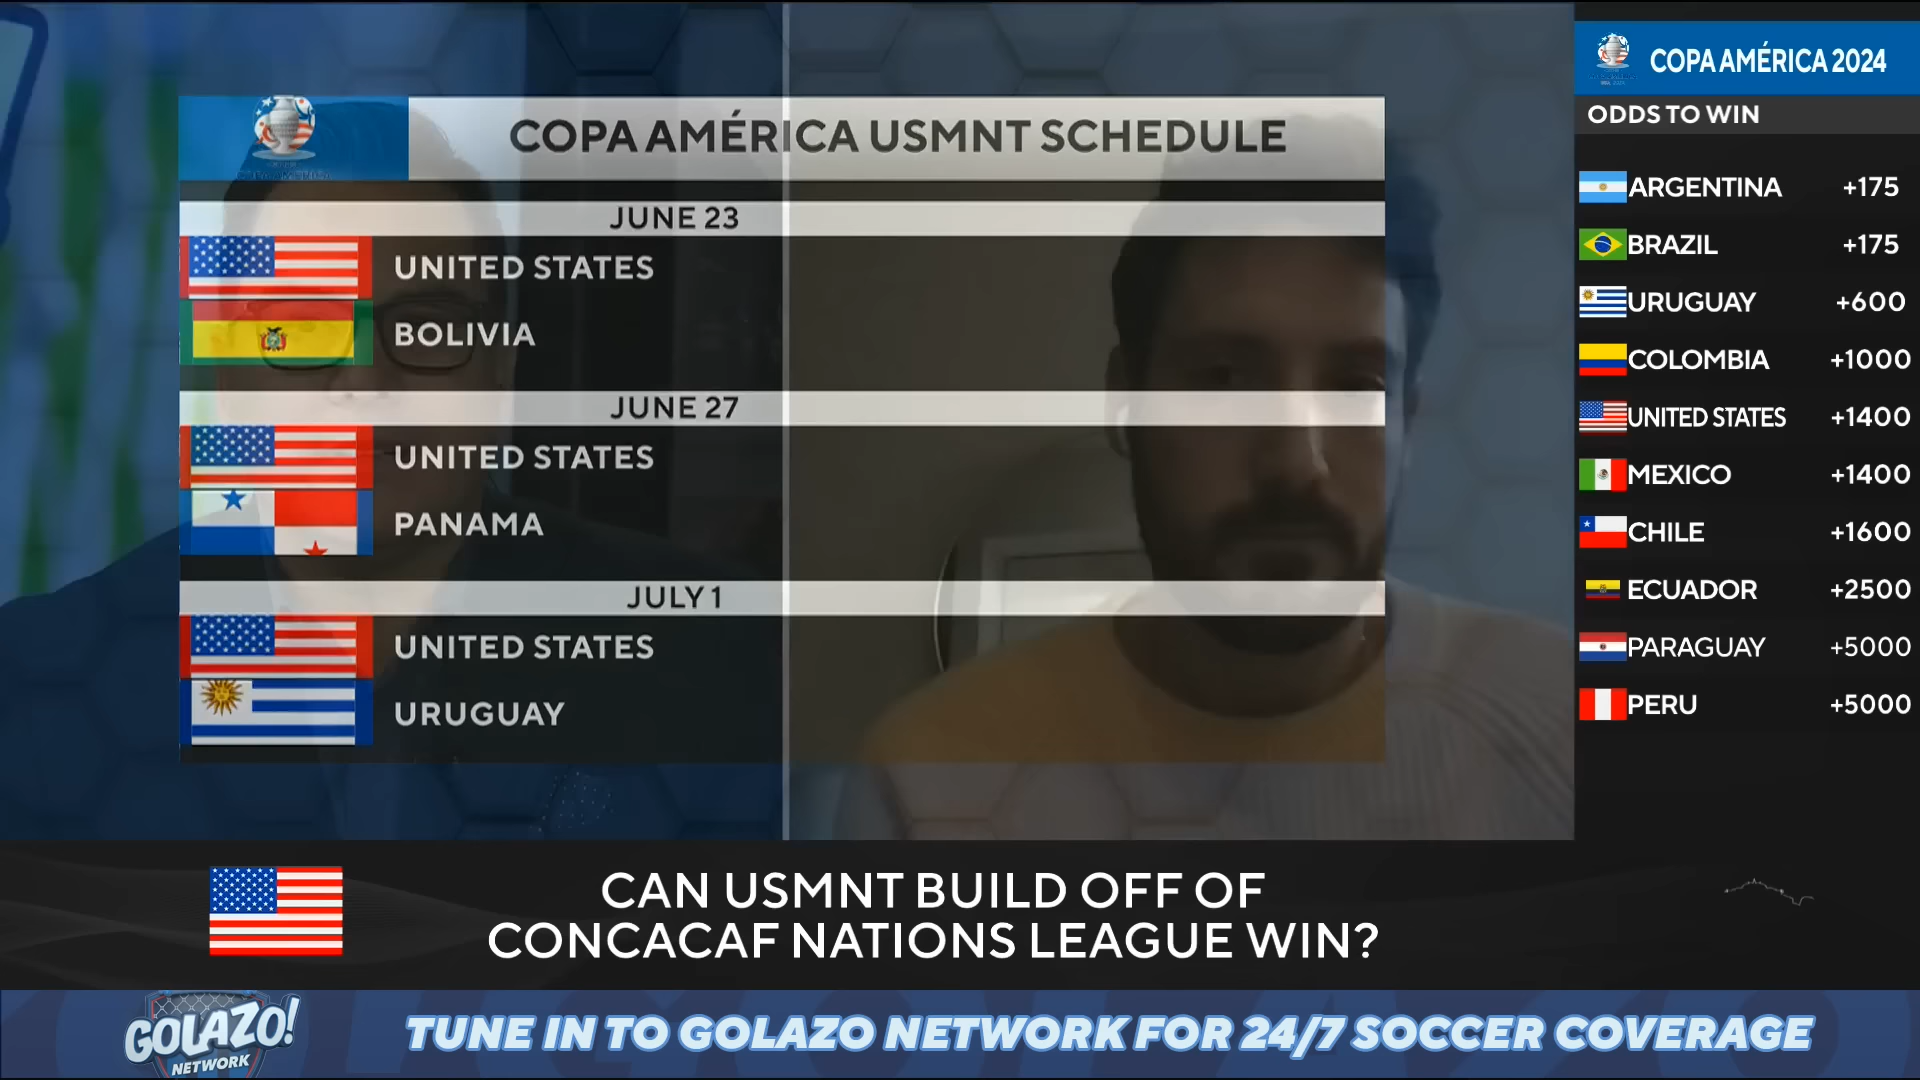 COPA AMÉRICA USMNT SCHEDULE
JUNE 23
UNITED STATES
BOLIVIA
JUNE 27
UNITED STATES
PANAMA
JULY 1
UNITED STATES
URUGUAY
COPA AMÉRICA 2024
ODDS TO WIN
ARGENTINA +175
BRAZIL +175
URUGUAY +600
COLOMBIA +1000
UNITED STATES +1400
MEXICO +1400
CHILE +1600
ECUADOR +2500
PARAGUAY +5000
PERU +5000
CAN USMNT BUILD OFF OF
CONCACAF NATIONS LEAGUE WIN?
GOLAZO!
NETWORK
TUNE IN TO GOLAZO NETWORK FOR 24/7 SOCCER COVERAGE